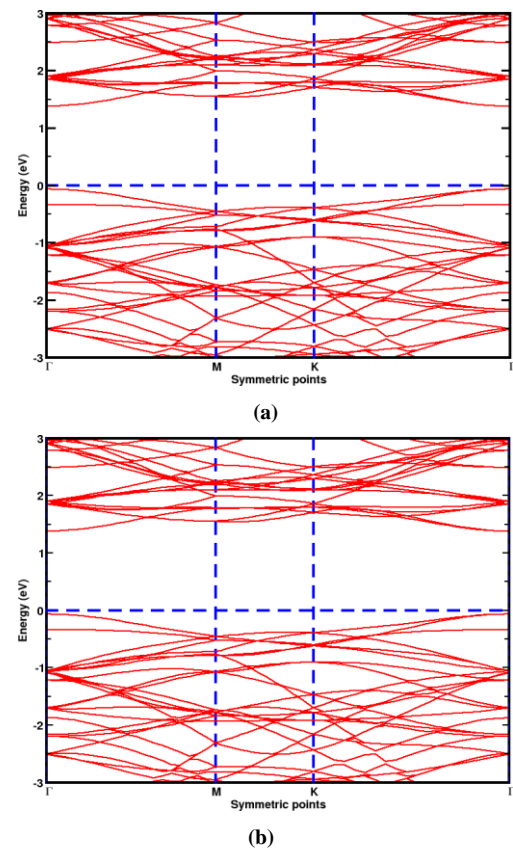 3
2
1
0
-1
-2
-3
Energy (eV)
Γ M K Γ
Symmetric points
(a)
3
2
1
0
-1
-2
-3
Energy (eV)
Γ M K Γ
Symmetric points
(b)